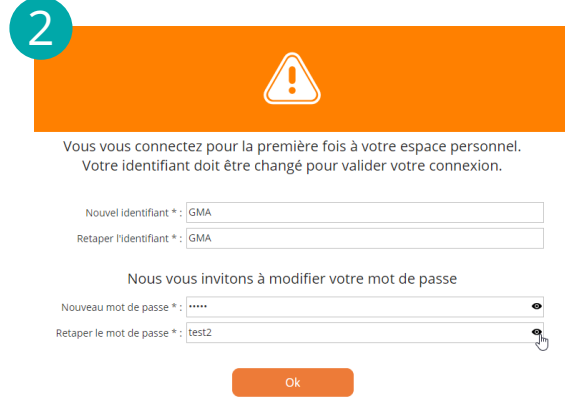 2
Vous vous connectez pour la première fois à votre espace personnel.
Votre identifiant doit être changé pour valider votre connexion.
Nouvel identifiant * : GMA
Retaper l'identifiant * : GMA
Nous vous invitons à modifier votre mot de passe
Nouveau mot de passe * : •••••
Retaper le mot de passe * : test2
Ok